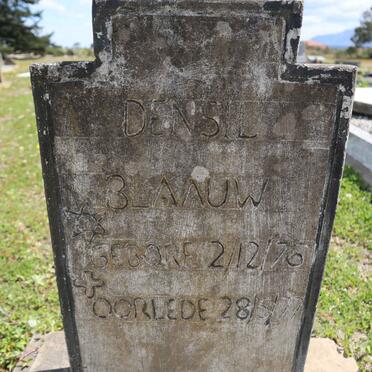 DENSIL
BLAAUW
GEBORE 2/12/76
OORLEDE 28/5/77